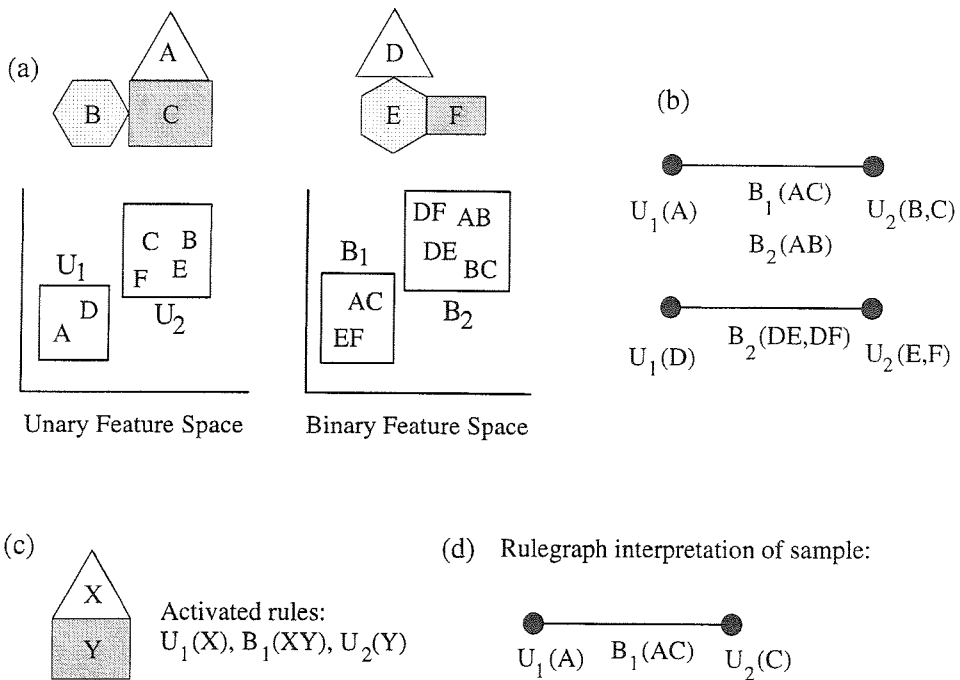 (a)
A
B
C
D
E
F
U₁
D
A
C B
F E
U₂
Unary Feature Space
B₁
AC
EF
DF AB
DE
BC
B₂
Binary Feature Space
(b)
U₁(A)
B₁(AC)
B₂(AB)
U₂(B,C)
U₁(D)
B₂(DE,DF)
U₂(E,F)
(c)
X
Y
Activated rules:
U₁(X), B₁(XY), U₂(Y)
(d) Rulegraph interpretation of sample:
U₁(A) B₁(AC) U₂(C)